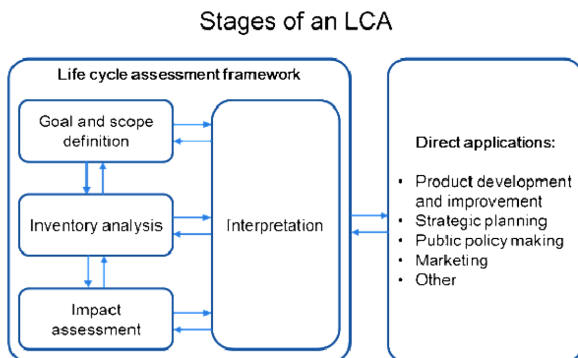 Stages of an LCA
Life cycle assessment framework
Goal and scope
definition
Inventory analysis
Impact
assessment
Interpretation
Direct applications:
• Product development
and improvement
• Strategic planning
• Public policy making
• Marketing
• Other